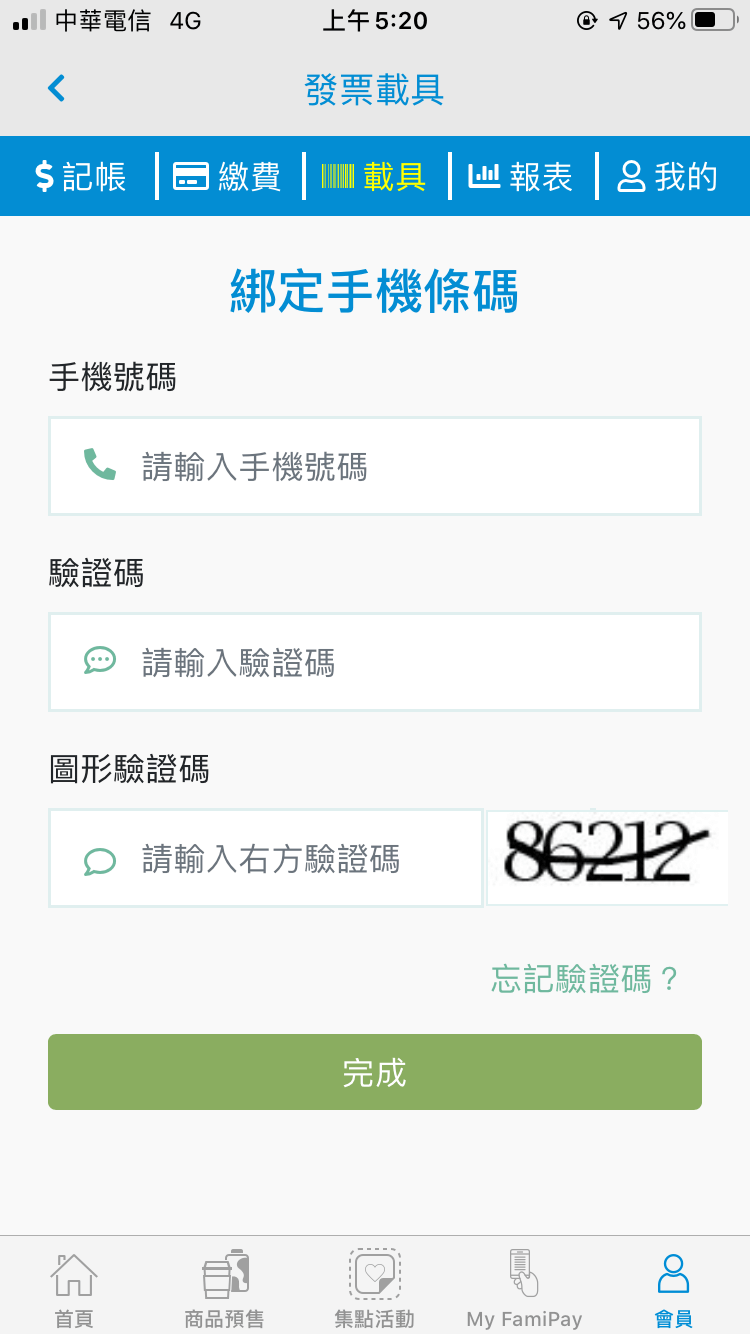 中華電信 4G 上午5:20 56%
發票載具
記帳 繳費 載具 報表 我的
綁定手機條碼
手機號碼
請輸入手機號碼
驗證碼
請輸入驗證碼
圖形驗證碼
請輸入右方驗證碼 86212
忘記驗證碼？
完成
首頁 商品預售 集點活動 My FamiPay 會員